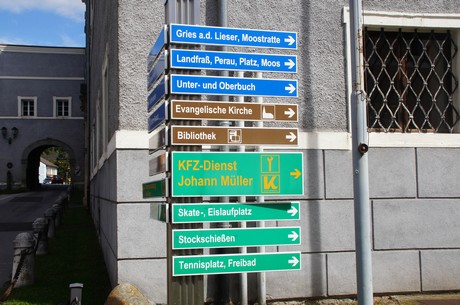 Gries a.d. Lieser, Moostratte
Landfraß, Perau, Platz, Moos
Unter- und Oberbuch
Evangelische Kirche
Bibliothek
KFZ-Dienst
Johann Müller
Skate-, Eislaufplatz
Stockschießen
Tennisplatz, Freibad